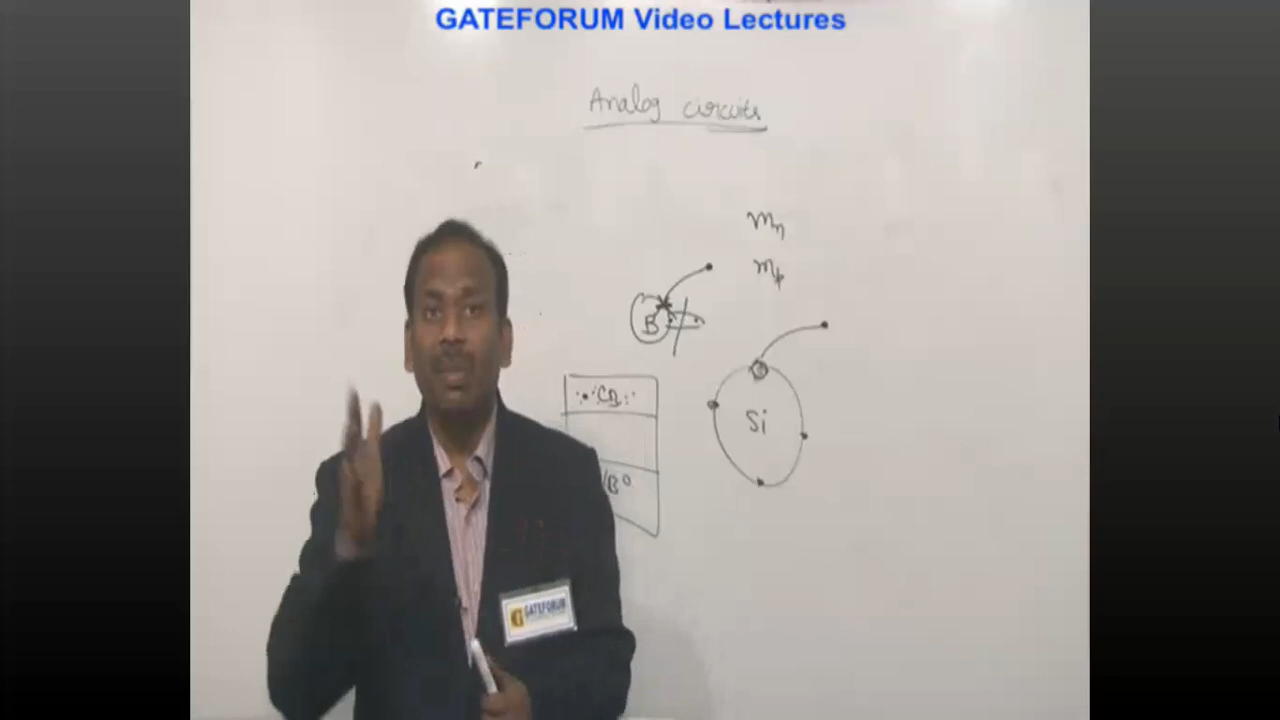 GATEFORUM Video Lectures
Analog circuits
mn
mp
B
CB
Si
VB
GATEFORUM